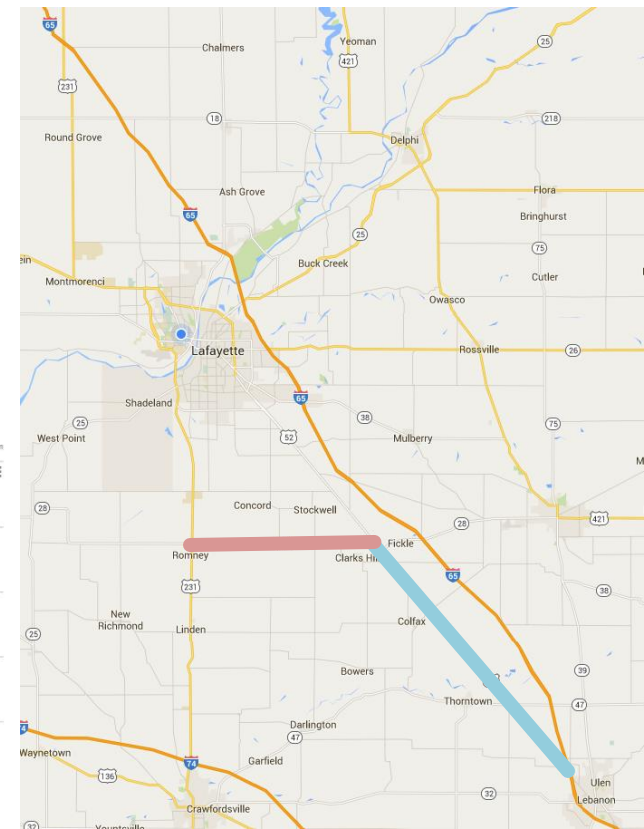 65
Chalmers
Yeoman
25
421
231
18
218
Round Grove
Delphi
Ash Grove
Flora
65
Bringhurst
25
75
Buck Creek
Cutler
Montmorenci
Owasco
Lafayette
Rossville
26
65
Shadeland
38
25
75
West Point
52
Mulberry
Concord
28
Stockwell
28
421
Fickle
Romney
Clarks Hi
65
231
38
New
Richmond
Colfax
25
Linden
Bowers
39
Thorntown
47
Darlington
47
Waynetown
Garfield
74
136
Ulen
32
Lebanon
Crawfordsville
32